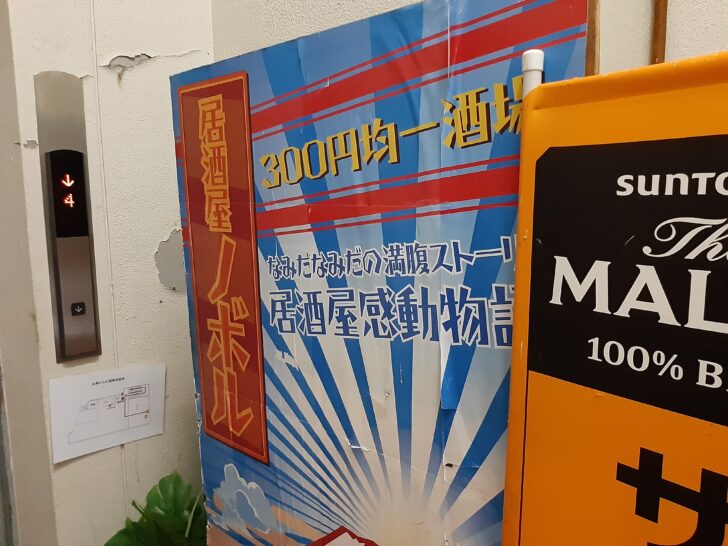 ↓
4
居酒屋ノボル
300円均一酒場
なみだなみだの満腹ストーリ
居酒屋感動物語
SUNTO
The
MAL
100% B
サ